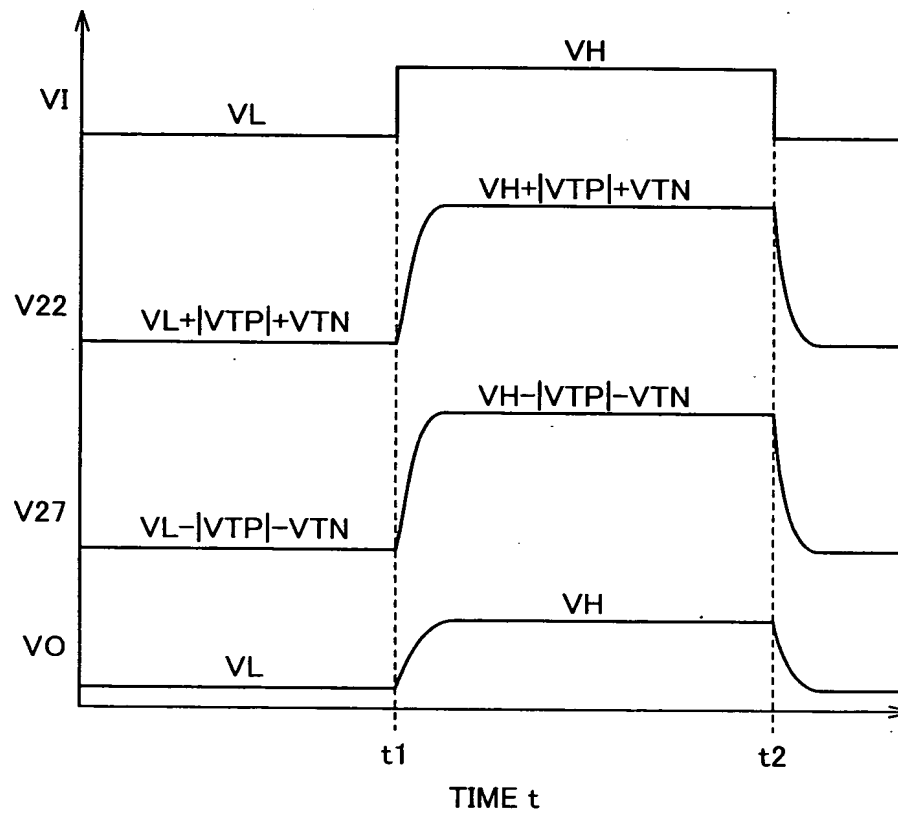 VH
VI
VL
VH+|VTP|+VTN
V22
VL+|VTP|+VTN
VH-|VTP|-VTN
V27
VL-|VTP|-VTN
VH
VO
VL
t1
t2
TIME t